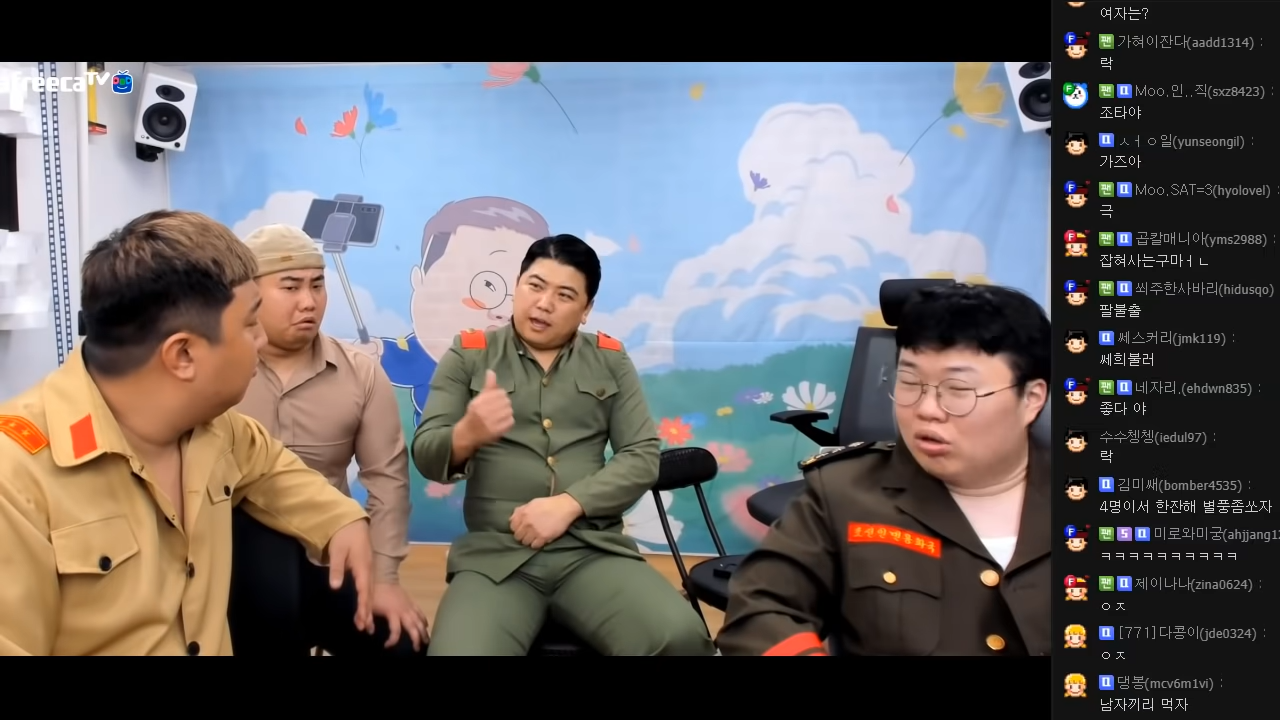 afreecaTV
여자는?
가혀이잔다(aadd1314) :
락
Moo.인..직(sxz8423) :
조타야
ㅅㅓㅇ일(yunseongil) :
가즈아
Moo.SAT=3(hyolovel) :
극
곱칼매니아(yms2988) :
잡혀사는구마ㅓㄴ
쐬주한사바리(hidusqo) :
팔불출
쎄스커리(jmk119) :
쎄희불러
네자리.(ehdwn835) :
좋다 야
수수쳉쳉(iedul97) :
락
김미쌔(bomber4535) :
4명이서 한잔해 별풍좀쏘자
미로와미궁(ahjjang12
ㅋㅋㅋㅋㅋㅋㅋㅋㅋㅋ
제이나나(zina0624) :
ㅇㅈ
[771]다콩이(jde0324) :
ㅇㅈ
댕봉(mcv6m1vi) :
남자끼리 먹자